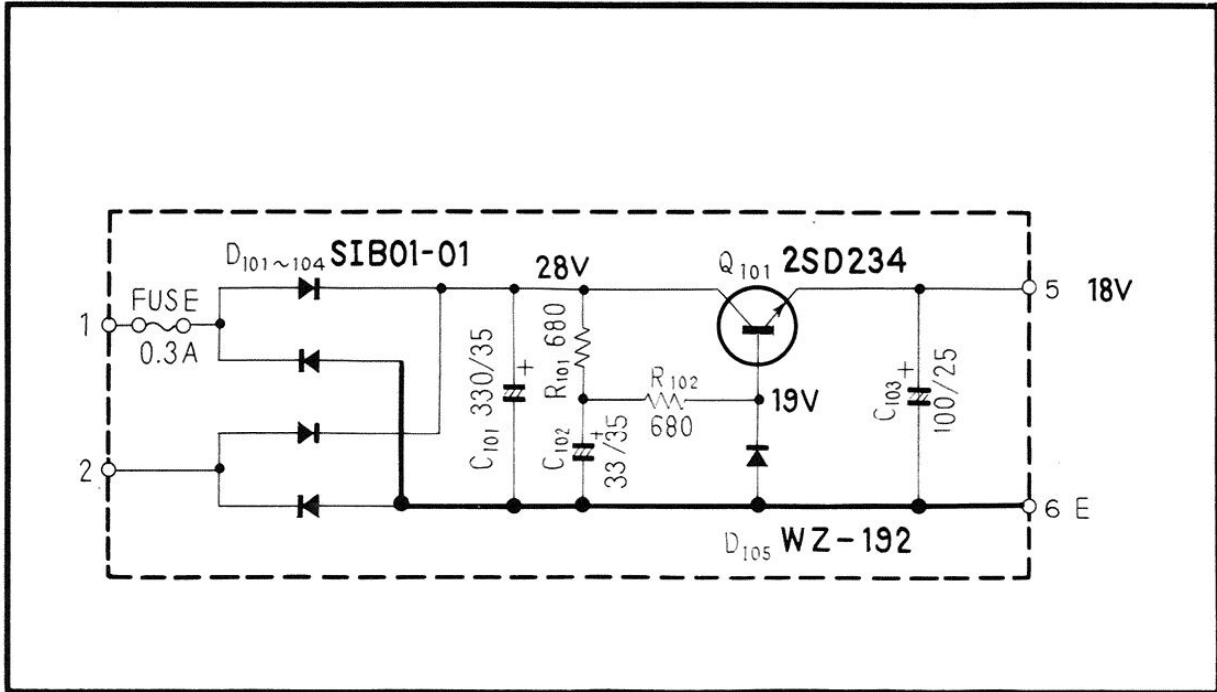 D101~104 SIB01-01
FUSE
0.3A
1
2
28V
R101 680
C101 330/35
+
C102 33/35
+
R102
680
Q101 2SD234
19V
C103 100/25
+
5 18V
6 E
D105 WZ-192